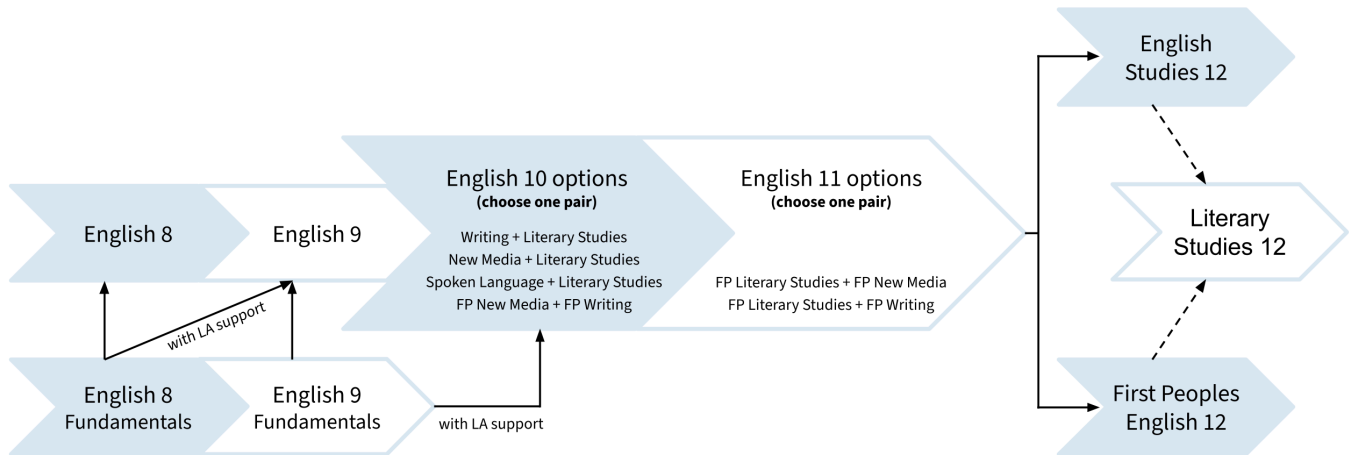 English 8
English 9
with LA support
English 8
Fundamentals
English 9
Fundamentals
with LA support
English 10 options
(choose one pair)
Writing + Literary Studies
New Media + Literary Studies
Spoken Language + Literary Studies
FP New Media + FP Writing
English 11 options
(choose one pair)
FP Literary Studies + FP New Media
FP Literary Studies + FP Writing
English
Studies 12
Literary
Studies 12
First Peoples
English 12